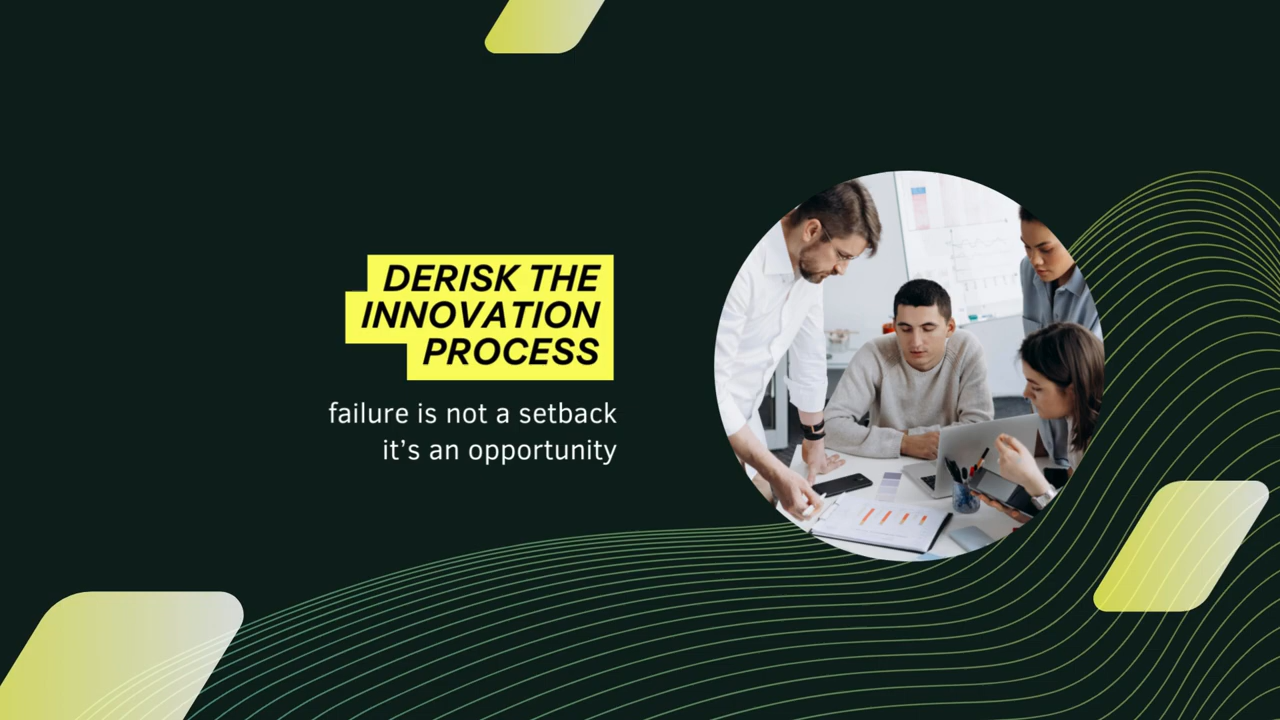 DERISK THE
INNOVATION
PROCESS
failure is not a setback
it’s an opportunity